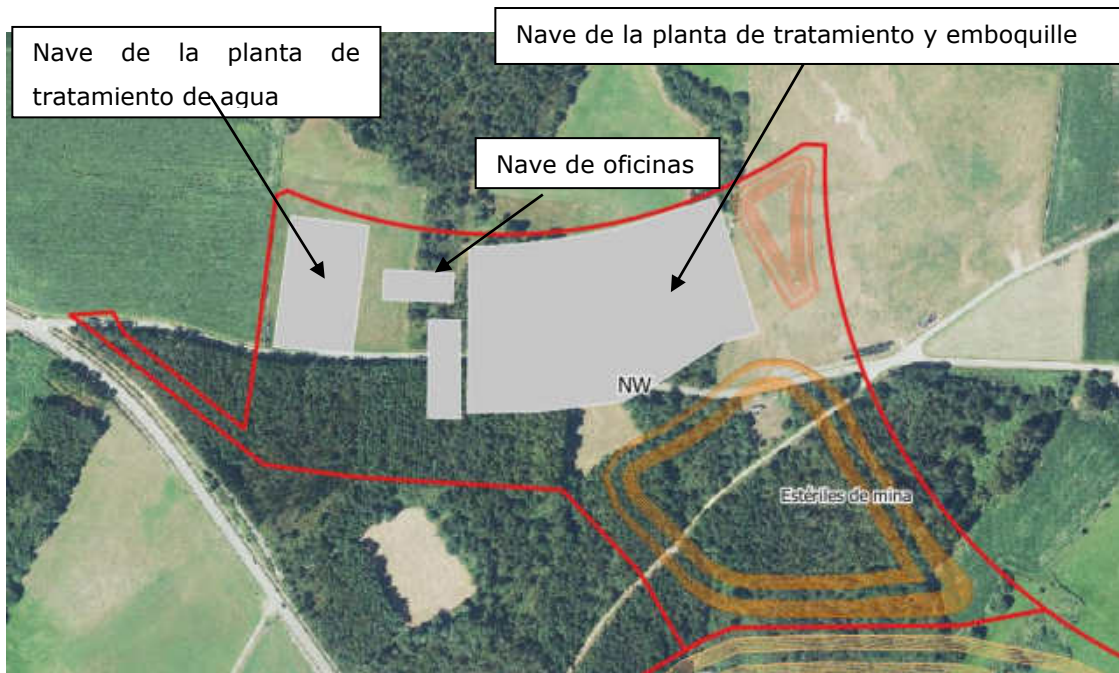 Nave de la planta de tratamiento y emboquille
Nave de la planta de
tratamiento de agua
Nave de oficinas
NW
Estériles de mina